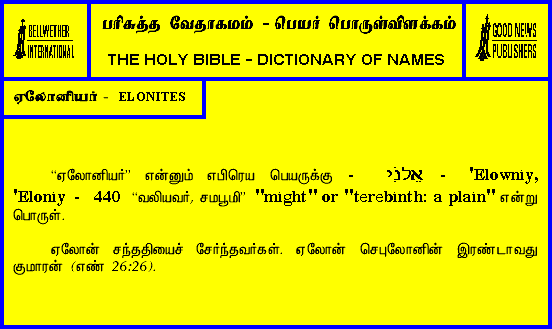 BELLWETHER
INTERNATIONAL
பரிசுத்த வேதாகமம் - பெயர் பொருள்விளக்கம்
THE HOLY BIBLE - DICTIONARY OF NAMES
GOOD NEWS
PUBLISHERS
ஏலோனியர் - ELONITES
“ஏலோனியர்” என்னும் எபிரெய பெயருக்கு - אֵלֹנִי - 'Elowniy,
'Eloniy - 440 “வலியவர், சமபூமி” "might" or "terebinth: a plain" என்று
பொருள்.
ஏலோன் சந்ததியைச் சேர்ந்தவர்கள். ஏலோன் செபுலோனின் இரண்டாவது
குமாரன் (எண் 26:26).